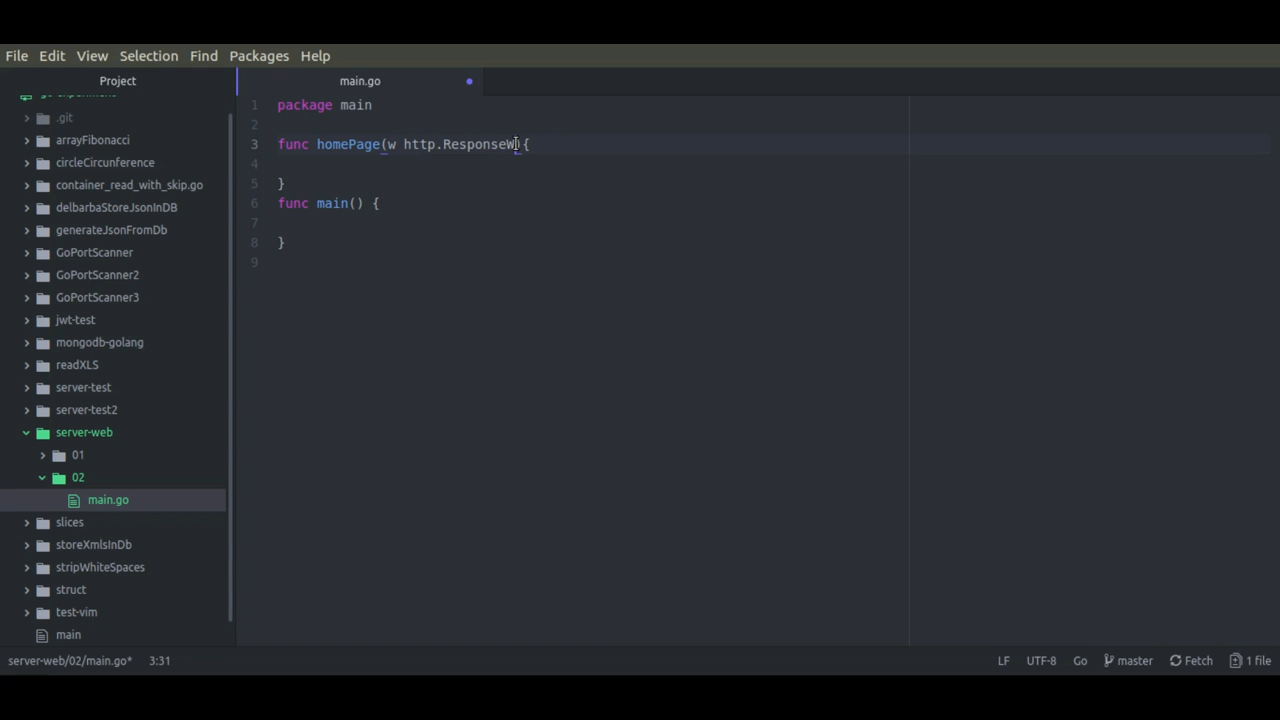 File Edit View Selection Find Packages Help
Project
main.go
.git
arrayFibonacci
circleCircunference
container_read_with_skip.go
delbarbaStoreJsonInDB
generateJsonFromDb
GoPortScanner
GoPortScanner2
GoPortScanner3
jwt-test
mongodb-golang
readXLS
server-test
server-test2
server-web
01
02
main.go
slices
storeXmlsInDb
stripWhiteSpaces
struct
test-vim
main
1 package main
2
3 func homePage(w http.ResponseW){
4
5 }
6 func main() {
7
8 }
9
server-web/02/main.go* 3:31 LF UTF-8 Go master Fetch 1 file